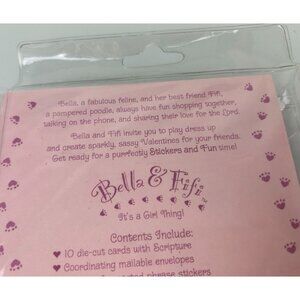 Bella, a fabulous feline, and her best friend Fifi,
a pampered poodle, always have fun shopping together,
talking on the phone, and sharing their love for the Lord.
Bella and Fifi invite you to play dress up
and create sparkly, sassy Valentines for your friends.
Get ready for a purrfectly Stickers and Fun time!
Bella & Fifi™
It's a Girl Thing!
Contents Include:
♥ 10 die-cut cards with Scripture
♥ Coordinating mailable envelopes
phrase stickers